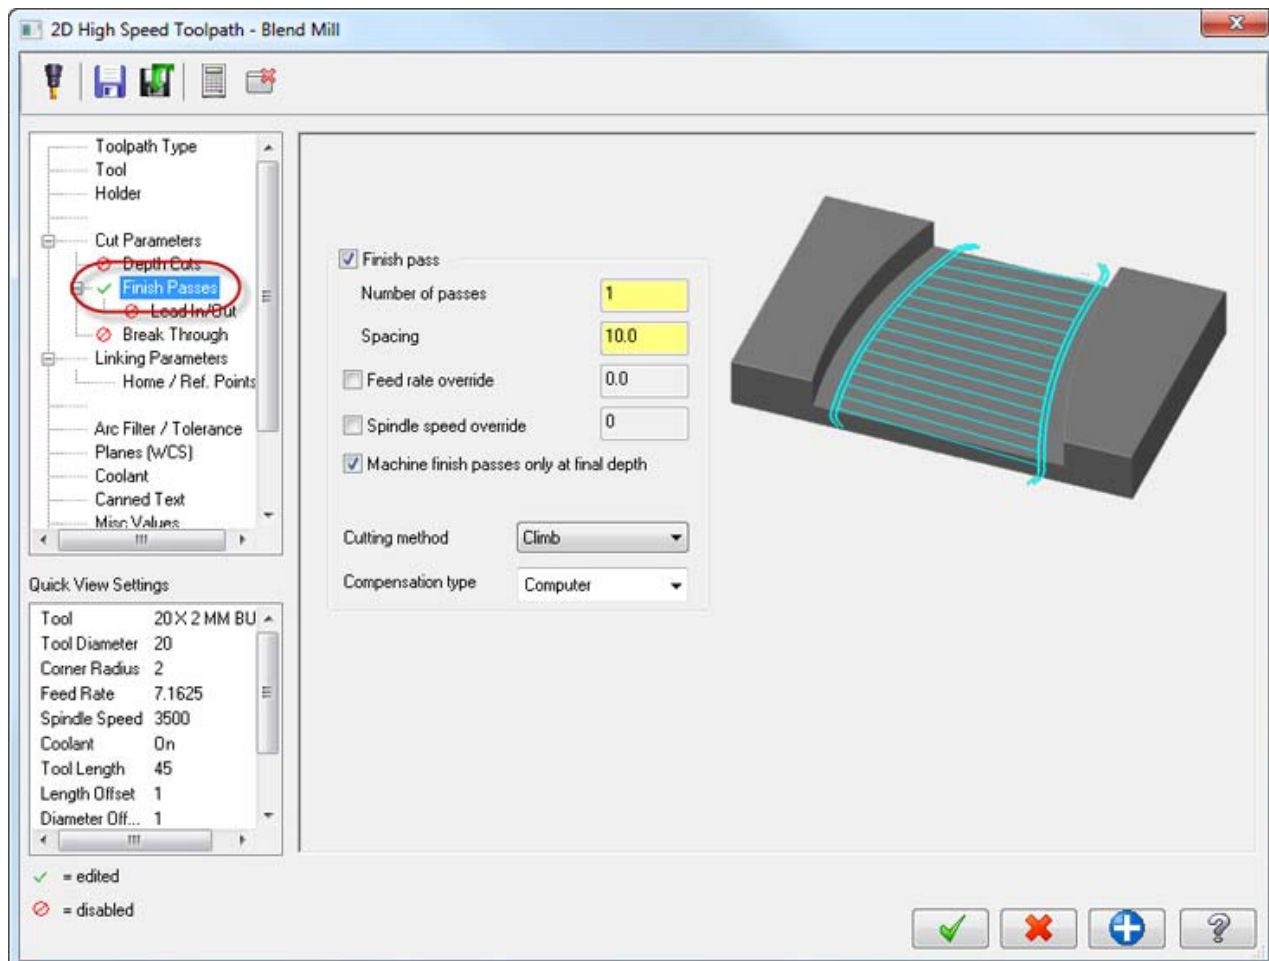 2D High Speed Toolpath - Blend Mill
Toolpath Type
Tool
Holder
Cut Parameters
Depth Cuts
Finish Passes
Lead In/Out
Break Through
Linking Parameters
Home / Ref. Points
Arc Filter / Tolerance
Planes (WCS)
Coolant
Canned Text
Misc Values
Finish pass
Number of passes 1
Spacing 10.0
Feed rate override 0.0
Spindle speed override 0
Machine finish passes only at final depth
Cutting method Climb
Compensation type Computer
Quick View Settings
Tool 20 X 2 MM BU
Tool Diameter 20
Corner Radius 2
Feed Rate 7.1625
Spindle Speed 3500
Coolant On
Tool Length 45
Length Offset 1
Diameter Off... 1
= edited
= disabled